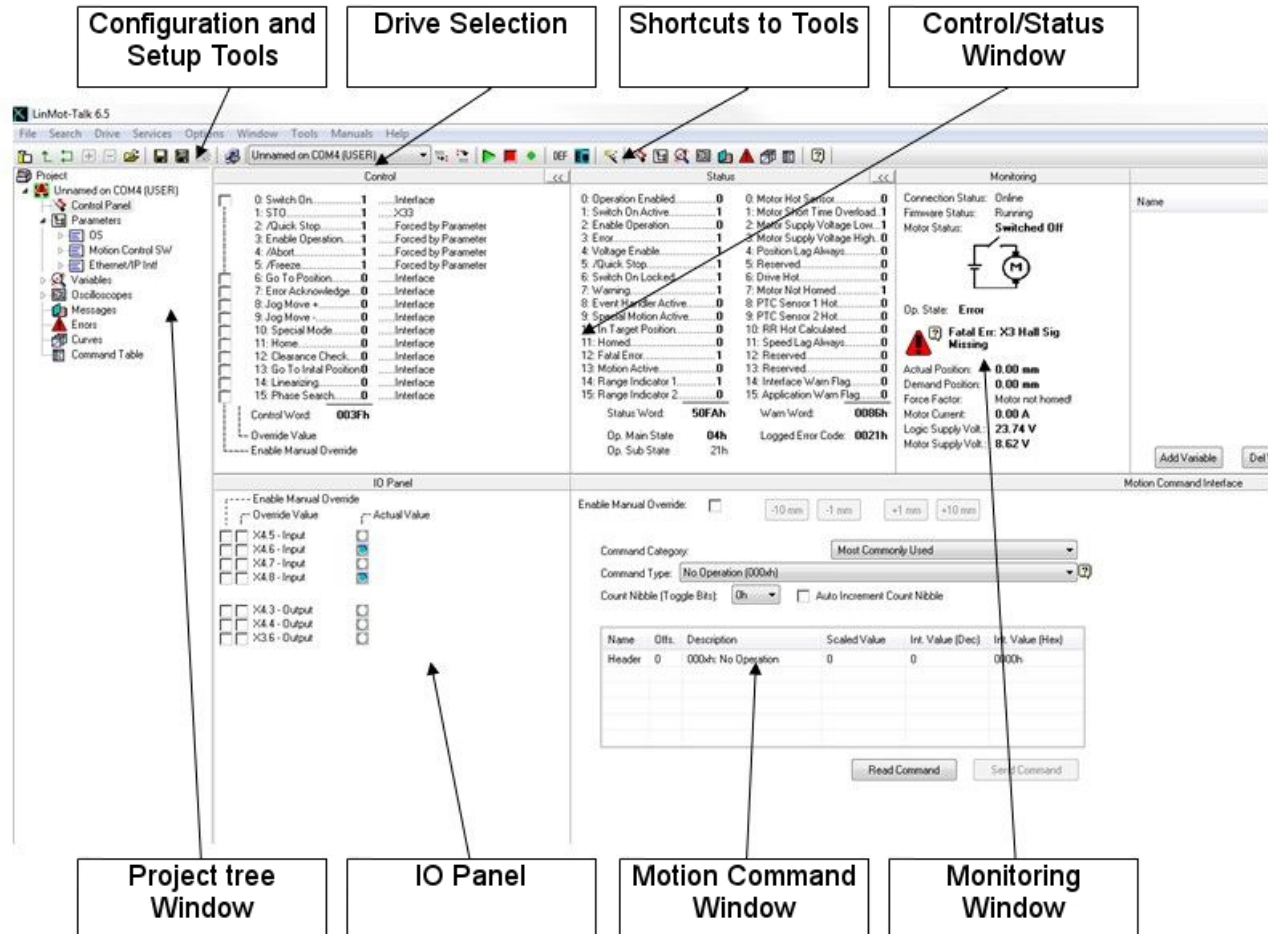 Configuration and
Setup Tools
Drive Selection
Shortcuts to Tools
Control/Status
Window
LinMot-Talk 6.5
File Search Drive Services Options Window Tools Manuals Help
Unnamed on COM4 (USER)
DEF
Project
Unnamed on COM4 (USER)
Control Panel
Parameters
OS
Motion Control SW
Ethernet/IP Intf
Variables
Oscilloscopes
Messages
Errors
Curves
Command Table
Control <<
0: Switch On 1 Interface
1: STO 1 X33
2: /Quick Stop 1 Forced by Parameter
3: Enable Operation 1 Forced by Parameter
4: /Abort 1 Forced by Parameter
5: /Freeze 1 Forced by Parameter
6: Go To Position 0 Interface
7: Error Acknowledge 0 Interface
8: Jog Move + 0 Interface
9: Jog Move - 0 Interface
10: Special Mode 0 Interface
11: Home 0 Interface
12: Clearance Check 0 Interface
13: Go To Inital Position 0 Interface
14: Linearizing 0 Interface
15: Phase Search 0 Interface
Control Word 003Fh
Override Value
Enable Manual Override
Status <<
0: Operation Enabled 0
1: Switch On Active 1
2: Enable Operation 0
3: Error 1
4: Voltage Enable 1
5: /Quick Stop 1
6: Switch On Locked 1
7: Warning 1
8: Event Handler Active 0
9: Special Motion Active 0
In Target Position 0
11: Homed 0
12: Fatal Error 1
13: Motion Active 0
14: Range Indicator 1 1
15: Range Indicator 2 0
Status Word 50FAh
Op. Main State 04h
Op. Sub State 21h
0: Motor Hot Sensor 0
1: Motor Short Time Overload 1
2: Motor Supply Voltage Low 1
3: Motor Supply Voltage High 0
4: Position Lag Always 0
5: Reserved 0
6: Drive Hot 0
7: Motor Not Homed 1
8: PTC Sensor 1 Hot 0
9: PTC Sensor 2 Hot 0
10: RR Hot Calculated 0
11: Speed Lag Always 0
12: Reserved 0
13: Reserved 0
14: Interface Warn Flag 0
15: Application Warn Flag 0
Warn Word 0086h
Logged Error Code: 0021h
Monitoring
Connection Status: Online
Firmware Status: Running
Motor Status: Switched Off
M
Op. State: Error
Fatal Err: X3 Hall Sig
Missing
Actual Position: 0.00 mm
Demand Position: 0.00 mm
Force Factor: Motor not homed!
Motor Current: 0.00 A
Logic Supply Volt.: 23.74 V
Motor Supply Volt.: 8.62 V
Name
Add Variable
IO Panel
Enable Manual Override
Override Value Actual Value
X4.5 - Input
X4.6 - Input
X4.7 - Input
X4.8 - Input
X4.3 - Output
X4.4 - Output
X3.6 - Output
Motion Command Interface
Enable Manual Override: -10 mm -1 mm +1 mm +10 mm
Command Category: Most Commonly Used
Command Type: No Operation (000xh)
Count Nibble (Toggle Bits): 0h Auto Increment Count Nibble
Name Offs. Description Scaled Value Int. Value (Dec) Int. Value (Hex)
Header 0 000xh: No Operation 0 0 0000h
Read Command Send Command
Project tree
Window
IO Panel
Motion Command
Window
Monitoring
Window